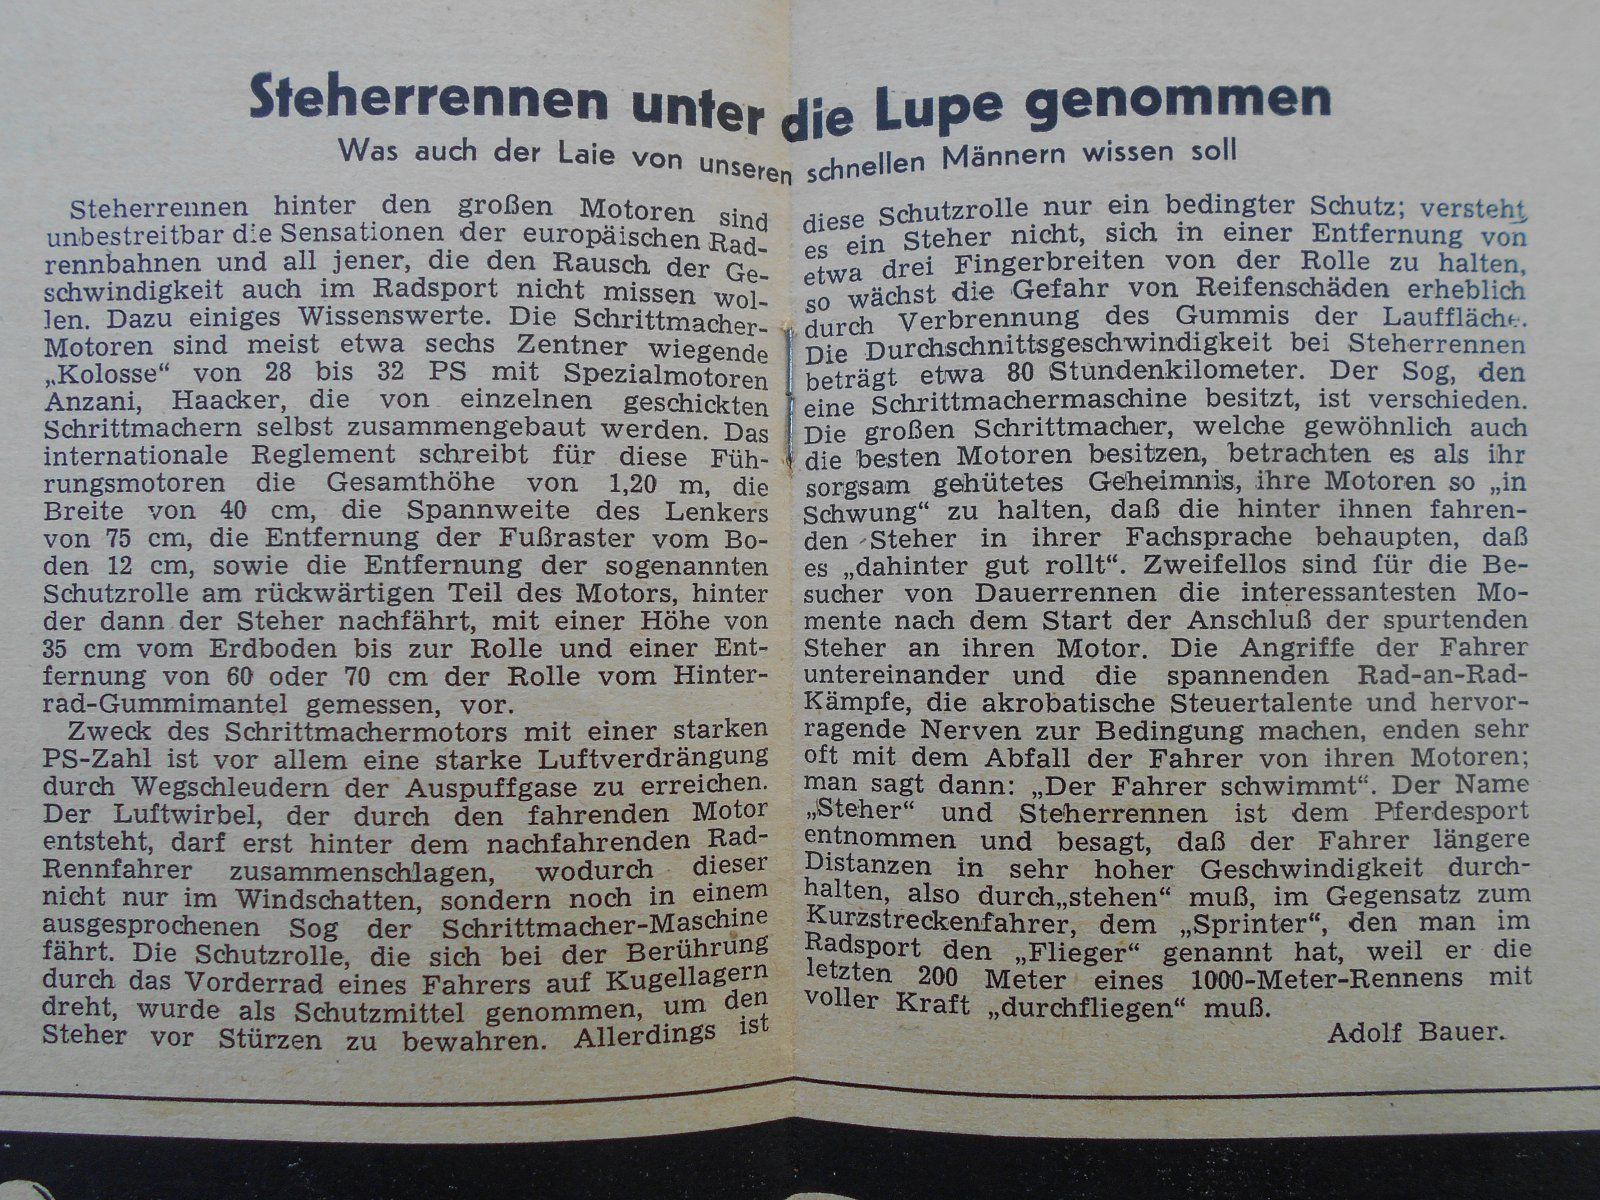 Steherrennen unter die Lupe genommen
Was auch der Laie von unseren schnellen Männern wissen soll
Steherrennen hinter den großen Motoren sind
unbestreitbar die Sensationen der europäischen Rad-
rennbahnen und all jener, die den Rausch der Ge-
schwindigkeit auch im Radsport nicht missen wol-
len. Dazu einiges Wissenswerte. Die Schrittmacher-
Motoren sind meist etwa sechs Zentner wiegende
„Kolosse“ von 28 bis 32 PS mit Spezialmotoren
Anzani, Haacker, die von einzelnen geschickten
Schrittmachern selbst zusammengebaut werden. Das
internationale Reglement schreibt für diese Füh-
rungsmotoren die Gesamthöhe von 1,20 m, die
Breite von 40 cm, die Spannweite des Lenkers
von 75 cm, die Entfernung der Fußraster vom Bo-
den 12 cm, sowie die Entfernung der sogenannten
Schutzrolle am rückwärtigen Teil des Motors, hinter
der dann der Steher nachfährt, mit einer Höhe von
35 cm vom Erdboden bis zur Rolle und einer Ent-
fernung von 60 oder 70 cm der Rolle vom Hinter-
rad-Gummimantel gemessen, vor.
Zweck des Schrittmachermotors mit einer starken
PS-Zahl ist vor allem eine starke Luftverdrängung
durch Wegschleudern der Auspuffgase zu erreichen.
Der Luftwirbel, der durch den fahrenden Motor
entsteht, darf erst hinter dem nachfahrenden Rad-
Rennfahrer zusammenschlagen, wodurch dieser
nicht nur im Windschatten, sondern noch in einem
ausgesprochenen Sog der Schrittmacher-Maschine
fährt. Die Schutzrolle, die sich bei der Berührung
durch das Vorderrad eines Fahrers auf Kugellagern
dreht, wurde als Schutzmittel genommen, um den
Steher vor Stürzen zu bewahren. Allerdings ist
diese Schutzrolle nur ein bedingter Schutz; versteht
es ein Steher nicht, sich in einer Entfernung von
etwa drei Fingerbreiten von der Rolle zu halten,
so wächst die Gefahr von Reifenschäden erheblich
durch Verbrennung des Gummis der Lauffläche.
Die Durchschnittsgeschwindigkeit bei Steherrennen
beträgt etwa 80 Stundenkilometer. Der Sog, den
eine Schrittmachermaschine besitzt, ist verschieden.
Die großen Schrittmacher, welche gewöhnlich auch
die besten Motoren besitzen, betrachten es als ihr
sorgsam gehütetes Geheimnis, ihre Motoren so „in
Schwung“ zu halten, daß die hinter ihnen fahren-
den Steher in ihrer Fachsprache behaupten, daß
es „dahinter gut rollt“. Zweifellos sind für die Be-
sucher von Dauerrennen die interessantesten Mo-
mente nach dem Start der Anschluß der spurtenden
Steher an ihren Motor. Die Angriffe der Fahrer
untereinander und die spannenden Rad-an-Rad-
Kämpfe, die akrobatische Steuertalente und hervor-
ragende Nerven zur Bedingung machen, enden sehr
oft mit dem Abfall der Fahrer von ihren Motoren;
man sagt dann: „Der Fahrer schwimmt“. Der Name
„Steher“ und Steherrennen ist dem Pferdesport
entnommen und besagt, daß der Fahrer längere
Distanzen in sehr hoher Geschwindigkeit durch-
halten, also durch„stehen“ muß, im Gegensatz zum
Kurzstreckenfahrer, dem „Sprinter“, den man im
Radsport den „Flieger“ genannt hat, weil er die
letzten 200 Meter eines 1000-Meter-Rennens mit
voller Kraft „durchfliegen“ muß.
Adolf Bauer.